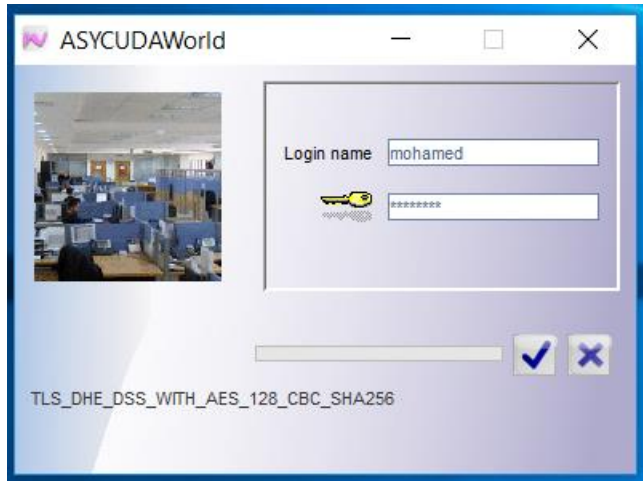 ASYCUDAWorld
Login name mohamed
********
TLS_DHE_DSS_WITH_AES_128_CBC_SHA256